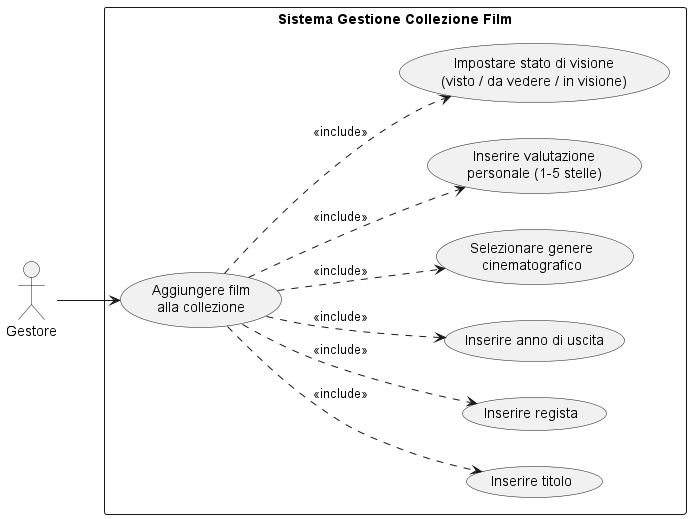 Sistema Gestione Collezione Film
Impostare stato di visione
(visto / da vedere / in visione)
«include»
Inserire valutazione
personale (1-5 stelle)
«include»
Selezionare genere
cinematografico
«include»
Aggiungere film
alla collezione
Gestore
«include»
Inserire anno di uscita
«include»
Inserire regista
«include»
Inserire titolo